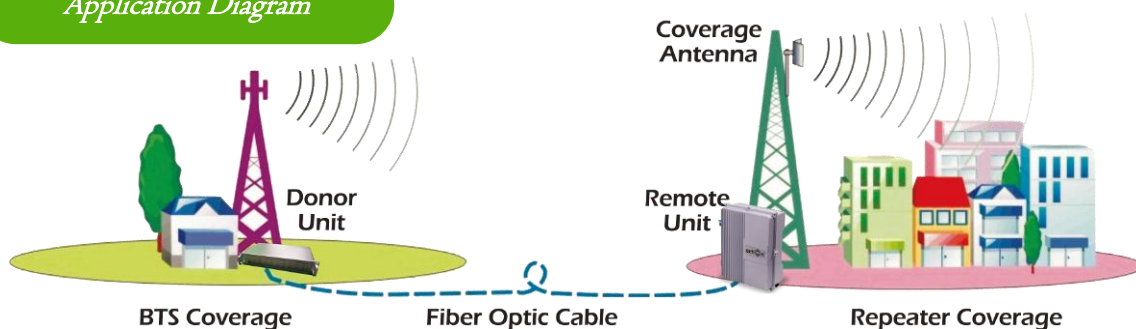 Application Diagram
Coverage
Antenna
Donor
Unit
Remote
Unit
BTS Coverage
Fiber Optic Cable
Repeater Coverage